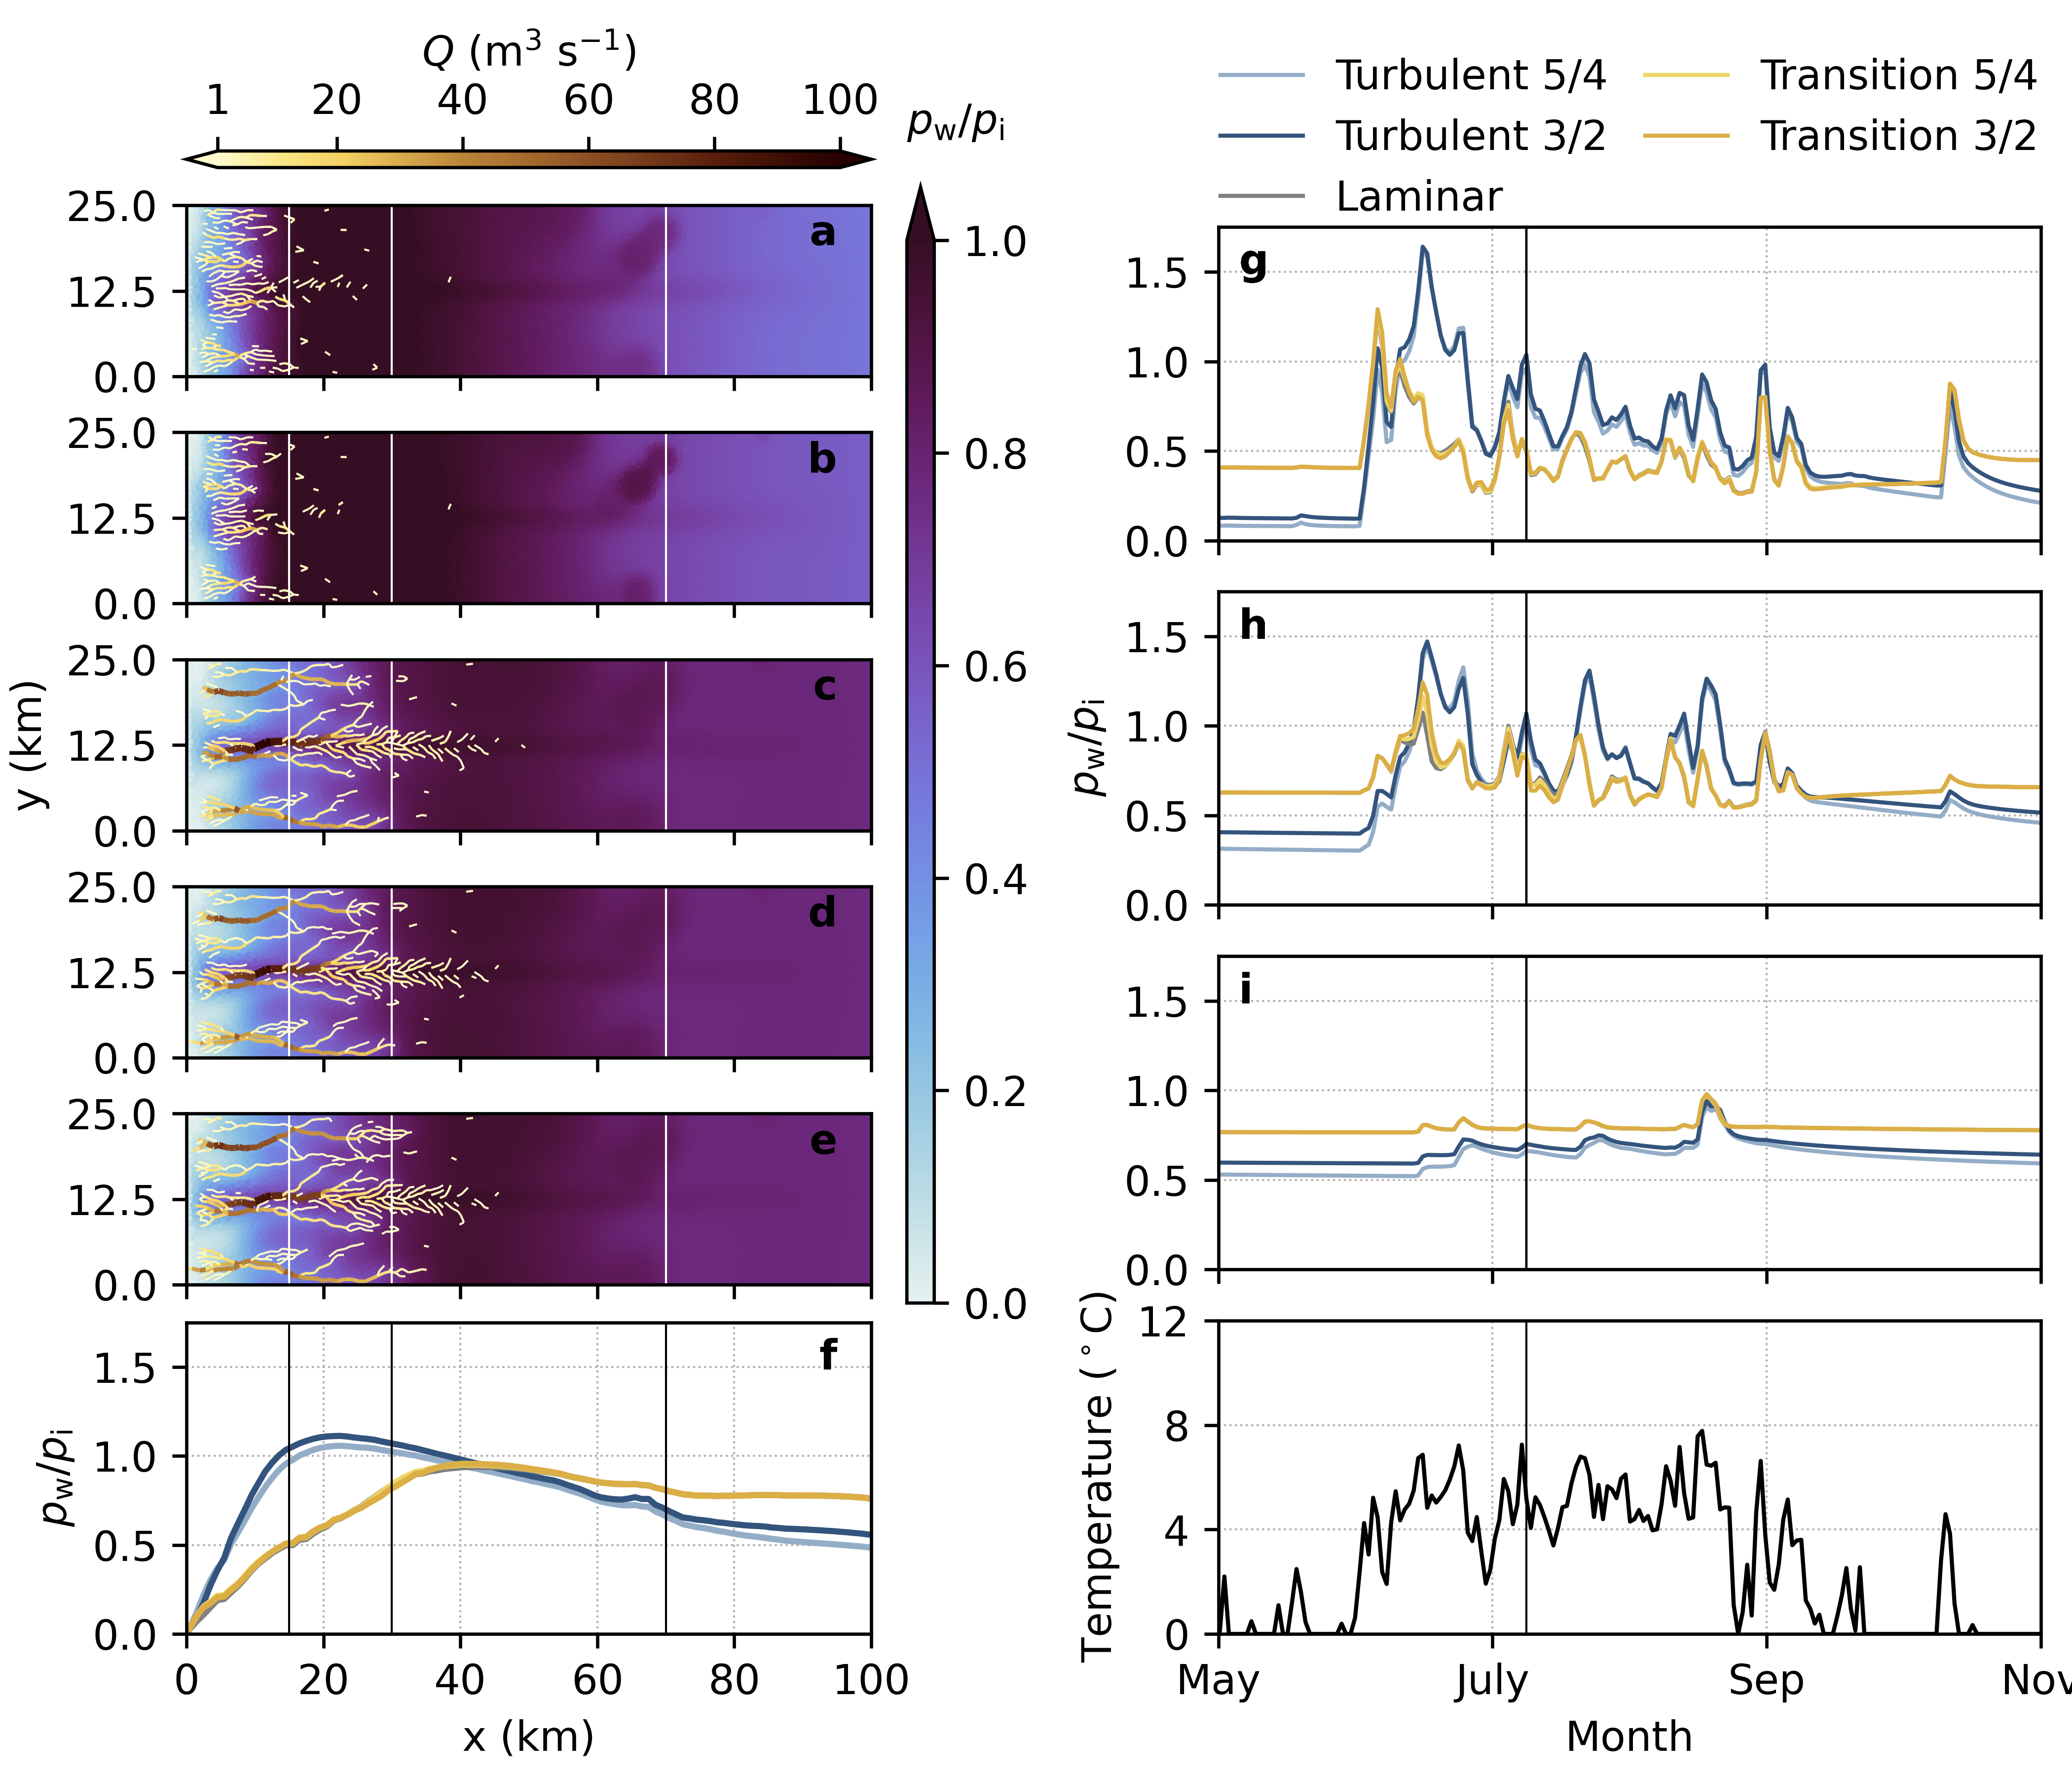 Q (m³ s⁻¹)
1 20 40 60 80 100
p_w/p_i
1.0
0.8
0.6
0.4
0.2
0.0
25.0
12.5
0.0
a
25.0
12.5
0.0
b
25.0
12.5
0.0
c
25.0
12.5
0.0
d
25.0
12.5
0.0
e
y (km)
1.5
1.0
0.5
0.0
p_w/p_i
f
0 20 40 60 80 100
x (km)
Turbulent 5/4
Turbulent 3/2
Laminar
Transition 5/4
Transition 3/2
1.5
1.0
0.5
0.0
g
1.5
1.0
0.5
0.0
p_w/p_i
h
1.5
1.0
0.5
0.0
i
12
8
4
0
Temperature (°C)
May July Sep Nov
Month